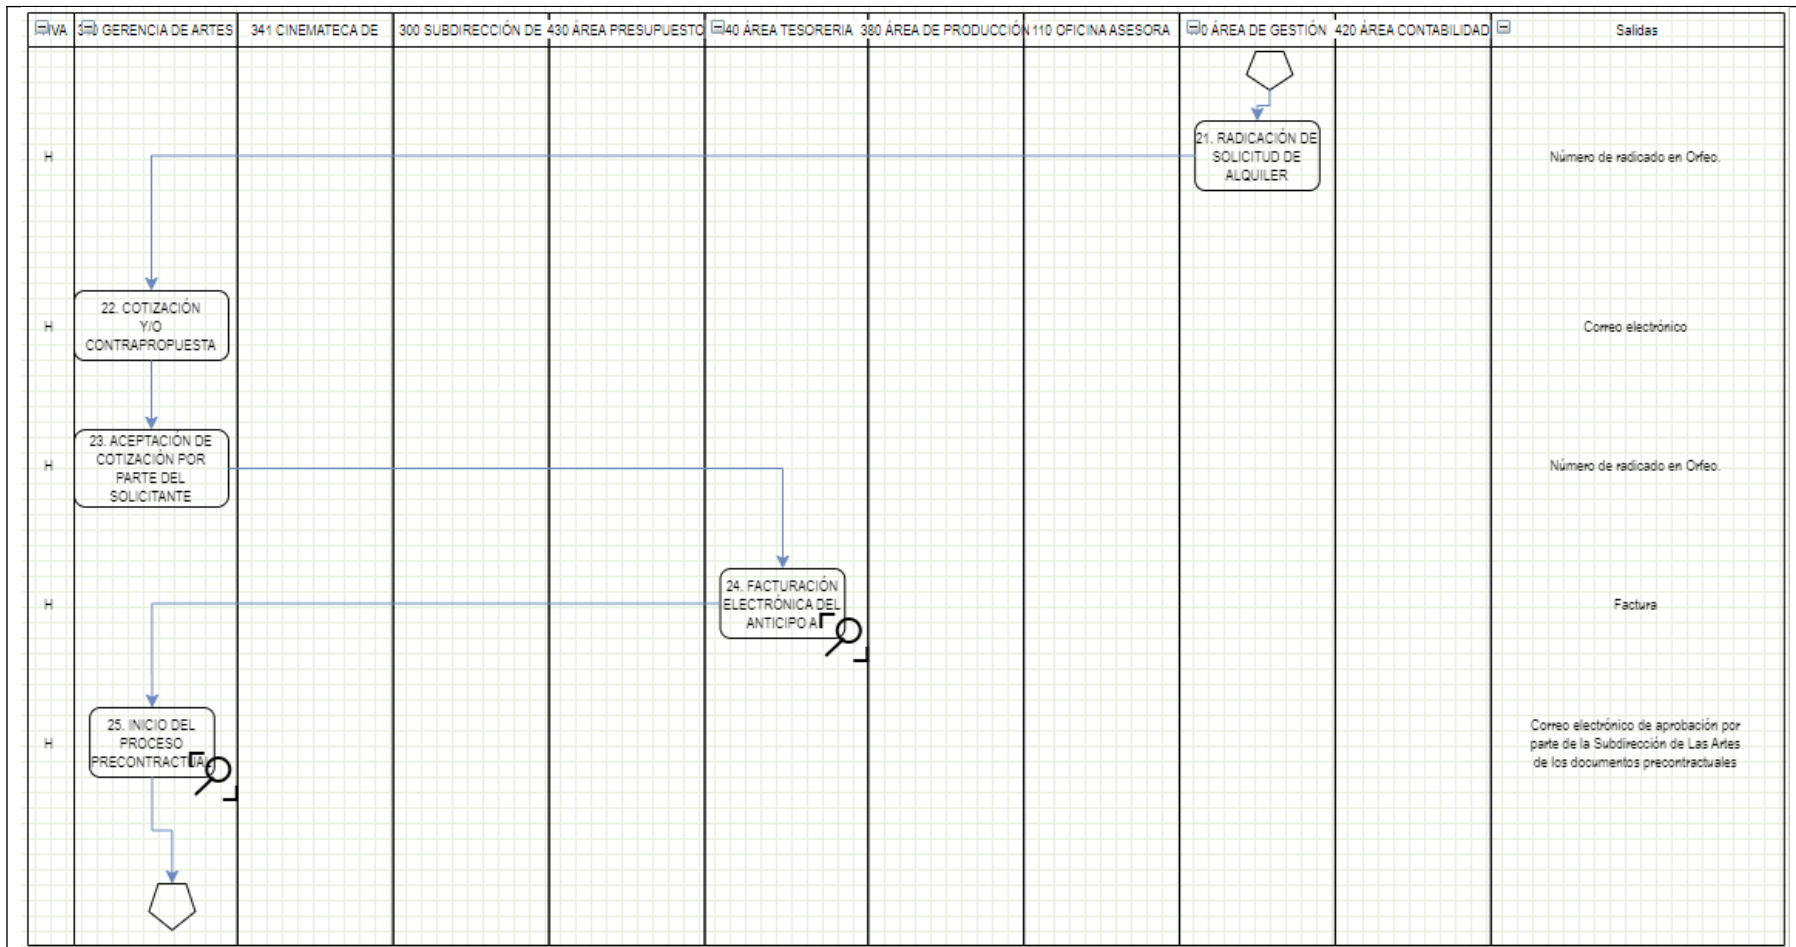 IVA
GERENCIA DE ARTES
341 CINEMATECA DE
300 SUBDIRECCIÓN DE
430 ÁREA PRESUPUESTO
40 ÁREA TESORERIA
380 ÁREA DE PRODUCCIÓN
110 OFICINA ASESORA
0 ÁREA DE GESTIÓN
420 ÁREA CONTABILIDAD
Salidas
H
21. RADICACIÓN DE
SOLICITUD DE
ALQUILER
Número de radicado en Orfeo.
H
22. COTIZACIÓN
Y/O
CONTRAPROPUESTA
Correo electrónico
H
23. ACEPTACIÓN DE
COTIZACIÓN POR
PARTE DEL
SOLICITANTE
Número de radicado en Orfeo.
H
24. FACTURACIÓN
ELECTRÓNICA DEL
ANTICIPO A
Factura
H
25. INICIO DEL
PROCESO
PRECONTRACTUAL
Correo electrónico de aprobación por
parte de la Subdirección de Las Artes
de los documentos precontractuales